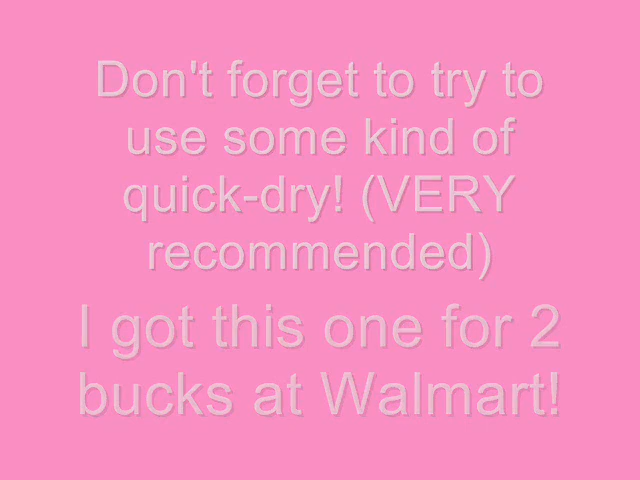 Don't forget to try to
use some kind of
quick-dry! (VERY
recommended)
I got this one for 2
bucks at Walmart!